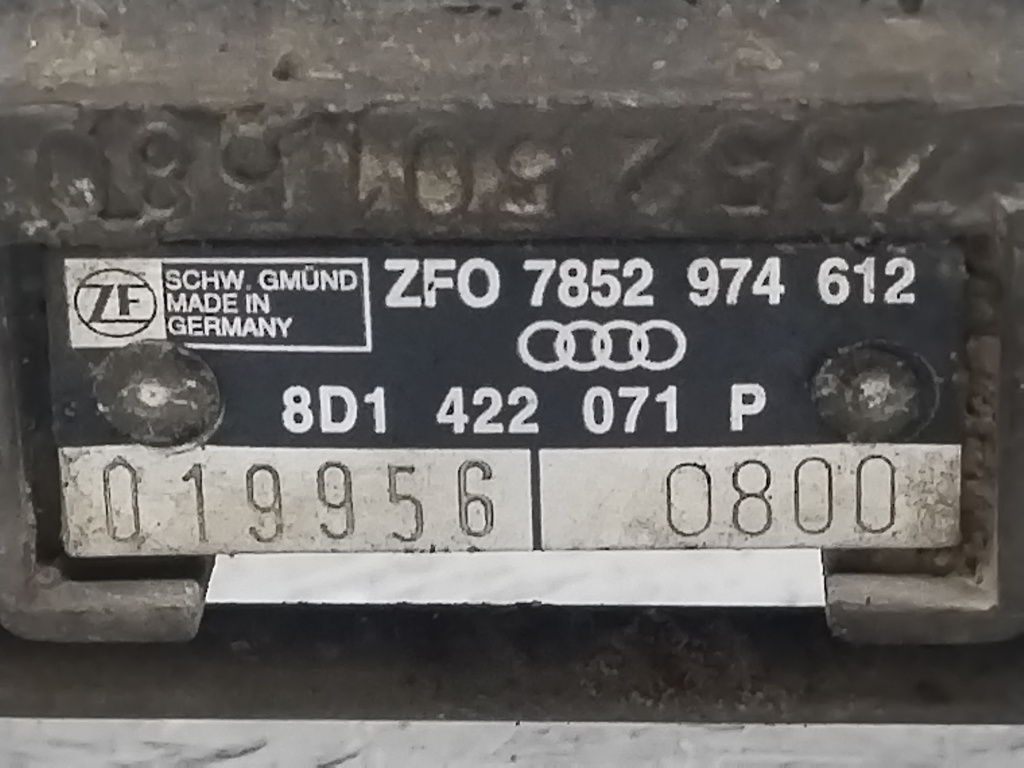 ZF
SCHW. GMÜND
MADE IN
GERMANY
ZFO 7852 974 612
8D1 422 071 P
019956 0800